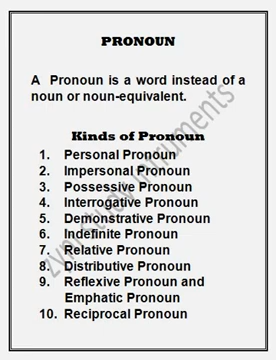 PRONOUN
A Pronoun is a word instead of a
noun or noun-equivalent.
Kinds of Pronoun
1. Personal Pronoun
2. Impersonal Pronoun
3. Possessive Pronoun
4. Interrogative Pronoun
5. Demonstrative Pronoun
6. Indefinite Pronoun
7. Relative Pronoun
8. Distributive Pronoun
9. Reflexive Pronoun and
Emphatic Pronoun
10. Reciprocal Pronoun